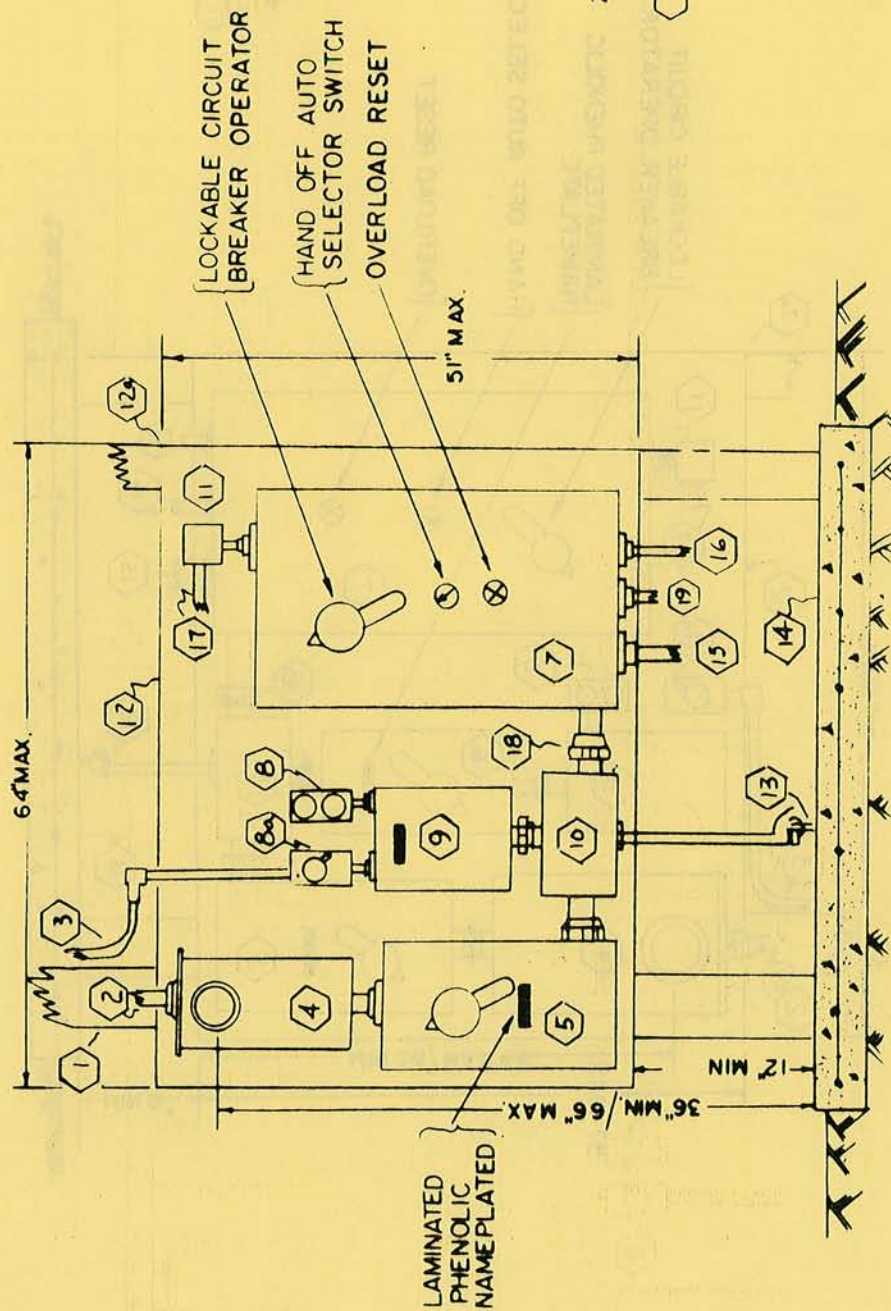 64" MAX.
1
2
3
12
12a
11
17
8
8a
4
9
7
18
5
10
15
19
16
13
14
51" MAX.
LOCKABLE CIRCUIT
BREAKER OPERATOR
HAND OFF AUTO
SELECTOR SWITCH
OVERLOAD RESET
LAMINATED
PHENOLIC
NAMEPLATED
12" MIN
36" MIN/66" MAX